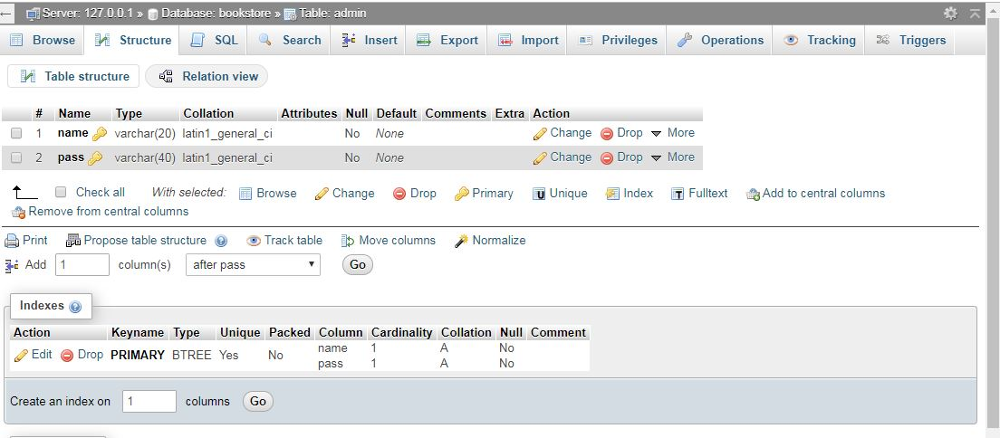 Server: 127.0.0.1 » Database: bookstore » Table: admin
Browse Structure SQL Search Insert Export Import Privileges Operations Tracking Triggers
Table structure Relation view
# Name Type Collation Attributes Null Default Comments Extra Action
1 name varchar(20) latin1_general_ci No None Change Drop More
2 pass varchar(40) latin1_general_ci No None Change Drop More
Check all With selected: Browse Change Drop Primary Unique Index Fulltext Add to central columns
Remove from central columns
Print Propose table structure Track table Move columns Normalize
Add 1 column(s) after pass Go
Indexes
Action Keyname Type Unique Packed Column Cardinality Collation Null Comment
Edit Drop PRIMARY BTREE Yes No name 1 A No
pass 1 A No
Create an index on 1 columns Go